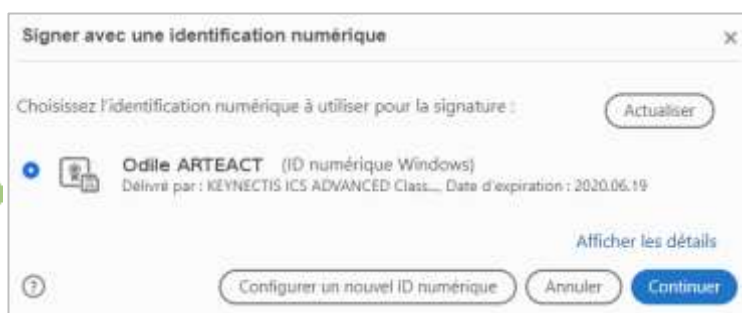 Signer avec une identification numérique
Choisissez l'identification numérique à utiliser pour la signature :
Actualiser
Odile ARTEACT (ID numérique Windows)
Délivré par : KEYNECTIS ICS ADVANCED Class..., Date d'expiration : 2020.06.19
Afficher les détails
Configurer un nouvel ID numérique
Annuler
Continuer